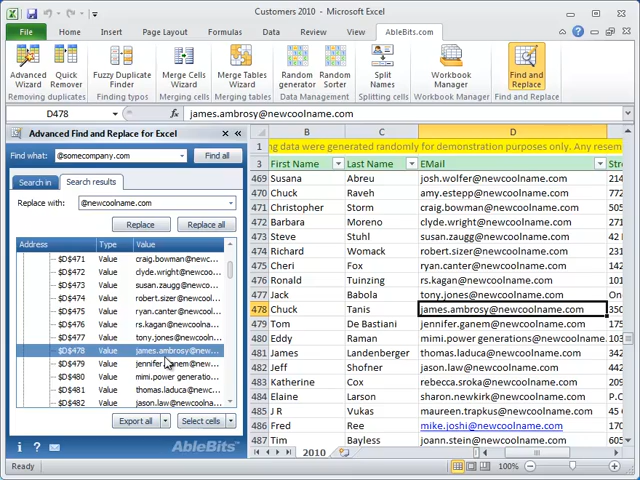 Customers 2010 - Microsoft Excel
File Home Insert Page Layout Formulas Data Review View AbleBits.com
Advanced Wizard
Quick Remover
Fuzzy Duplicate Finder
Merge Cells Wizard
Merge Tables Wizard
Random generator
Random Sorter
Split Names
Workbook Manager
Find and Replace
Removing duplicates Finding typos Merging cells Merging tables Data Management Splitting cells Workbook Manager Find and Replace
D478 fx james.ambrosy@newcoolname.com
Advanced Find and Replace for Excel
Find what: @somecompany.com Find all
Search in Search results
Replace with: @newcoolname.com
Replace Replace all
Address Type Value
$D$471 Value craig.bowman@newc...
$D$472 Value clyde.wright@newcoo...
$D$473 Value susan.zaugg@newcoo...
$D$474 Value robert.sizer@newcool...
$D$475 Value ryan.carter@newcooln...
$D$476 Value rs.kagan@newcoolna...
$D$477 Value tony.jones@newcooln...
$D$478 Value james.ambrosy@new...
$D$479 Value jennifer.ganem@newc...
$D$480 Value mimi.power generatio...
$D$481 Value thomas.laduca@newc...
$D$482 Value jason.law@newcooln...
Export all Select cells
AbleBits
B C D
1 ng data were generated randomly for demonstration purposes only. Any resem
3 First Name Last Name EMail Stre
469 Susana Abreu josh.wolfer@newcoolname.com 214
470 Chuck Raveh amy.estepp@newcoolname.com
471 Christopher Storm craig.bowman@newcoolname.com
472 Barbara Moreno clyde.wright@newcoolname.com
473 Steve Stuhl susan.zaugg@newcoolname.com
474 Richard Womack robert.sizer@newcoolname.com
475 Cheri Fox ryan.canter@newcoolname.com
476 Ronald Tuinzing rs.kagan@newcoolname.com
477 Jack Babola tony.jones@newcoolname.com
478 Chuck Tanis james.ambrosy@newcoolname.com 350
479 Tom De Bastiani jennifer.ganem@newcoolname.com
480 Eddy Raman mimi.power generations@newcoolname.com
481 James Landenberger thomas.laduca@newcoolname.com
482 Jeff Shofner jason.law@newcoolname.com
483 Katherine Cox rebecca.sroka@newcoolname.com
484 Elaine Larson sharon.newkirk@newcoolname.com
485 J R Vukas maureen.trapkus@newcoolname.com
486 Fred Ree mike.joshi@newcoolname.com
487 Tim Bayless joann.stein@newcoolname.com
2010
Ready 100%